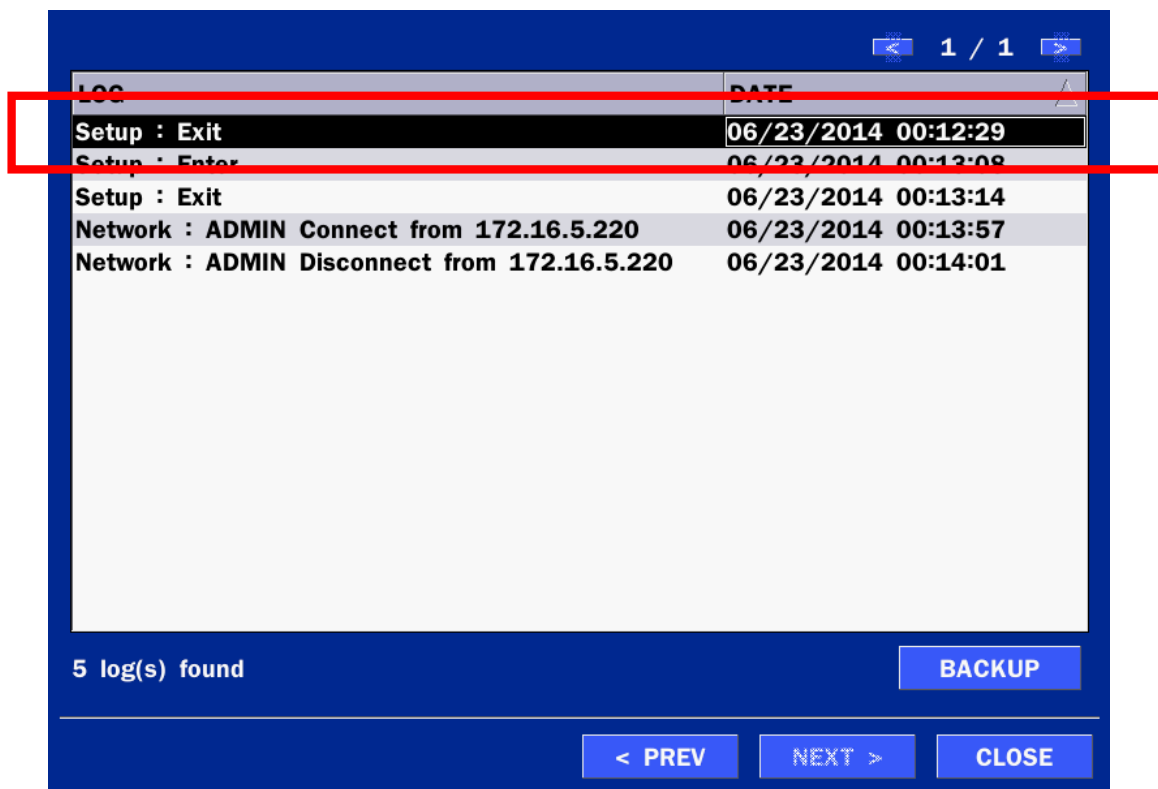 < 1 / 1 >
LOG DATE
Setup : Exit 06/23/2014 00:12:29
Setup : Enter 06/23/2014 00:13:08
Setup : Exit 06/23/2014 00:13:14
Network : ADMIN Connect from 172.16.5.220 06/23/2014 00:13:57
Network : ADMIN Disconnect from 172.16.5.220 06/23/2014 00:14:01
5 log(s) found BACKUP
< PREV NEXT > CLOSE